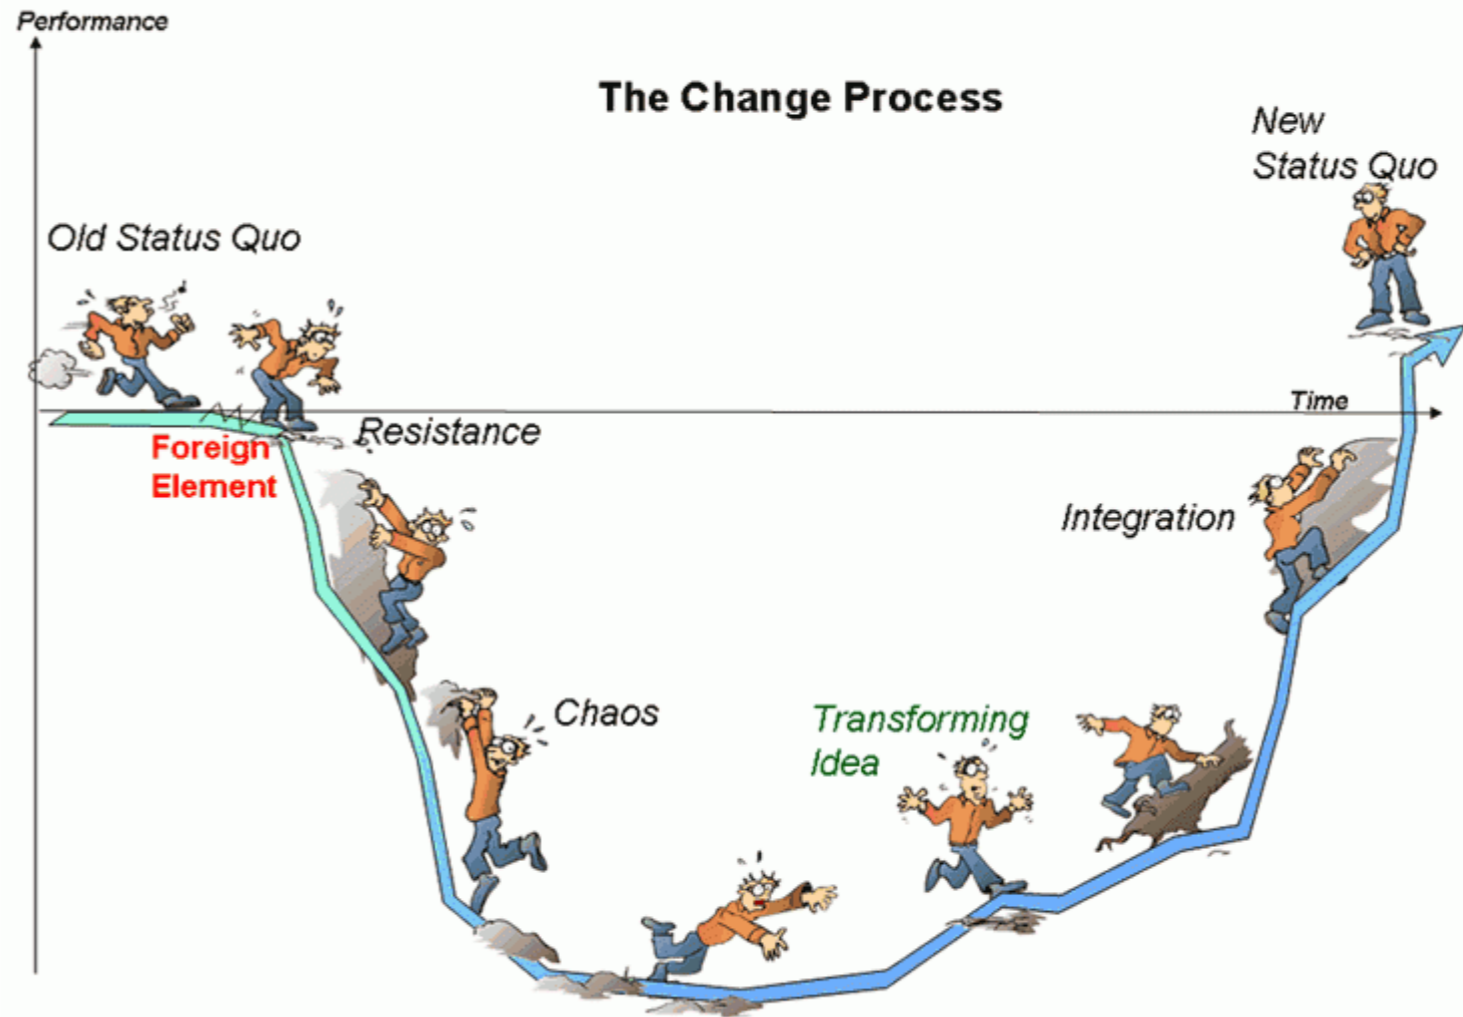 Performance
The Change Process
New
Status Quo
Old Status Quo
Time
Foreign
Element
Resistance
Integration
Chaos
Transforming
Idea